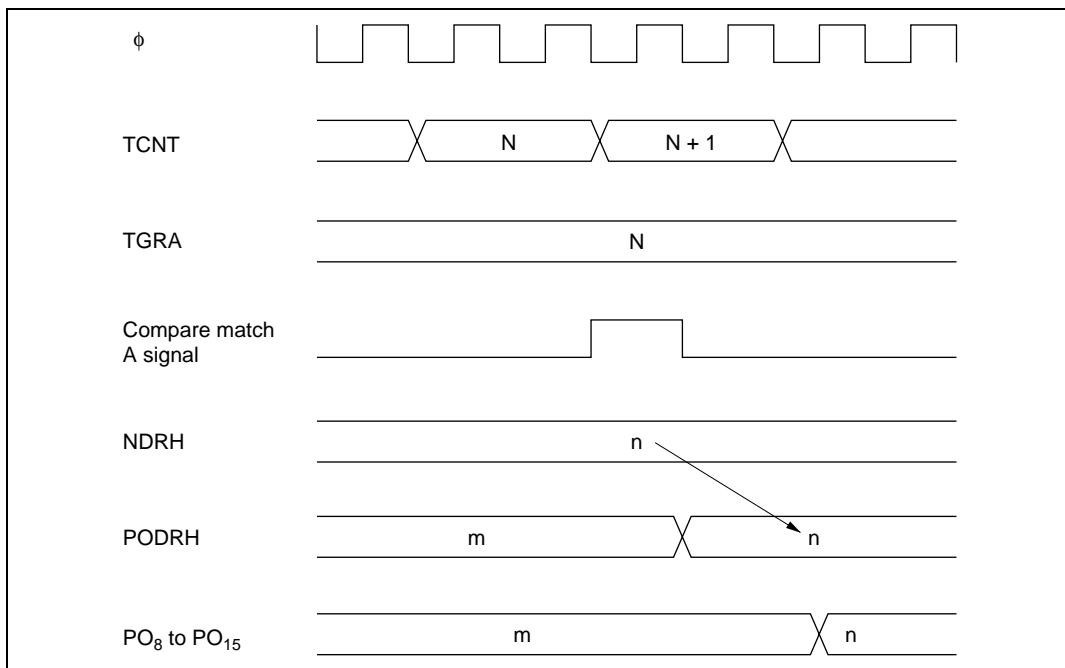 φ
TCNT N N + 1
TGRA N
Compare match
A signal
NDRH n
PODRH m n
PO8 to PO15 m n